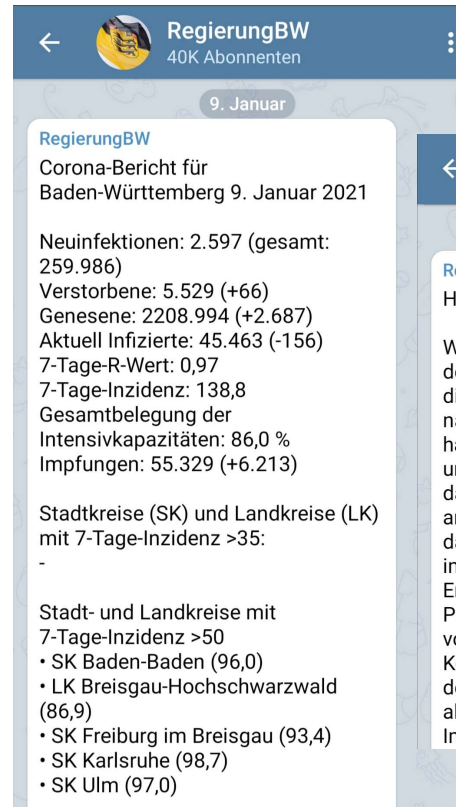 RegierungBW
40K Abonnenten
9. Januar
RegierungBW
Corona-Bericht für
Baden-Württemberg 9. Januar 2021
Neuinfektionen: 2.597 (gesamt:
259.986)
Verstorbene: 5.529 (+66)
Genesene: 2208.994 (+2.687)
Aktuell Infizierte: 45.463 (-156)
7-Tage-R-Wert: 0,97
7-Tage-Inzidenz: 138,8
Gesamtbelegung der
Intensivkapazitäten: 86,0 %
Impfungen: 55.329 (+6.213)
Stadtkreise (SK) und Landkreise (LK)
mit 7-Tage-Inzidenz >35:
-
Stadt- und Landkreise mit
7-Tage-Inzidenz >50
• SK Baden-Baden (96,0)
• LK Breisgau-Hochschwarzwald
(86,9)
• SK Freiburg im Breisgau (93,4)
• SK Karlsruhe (98,7)
• SK Ulm (97,0)